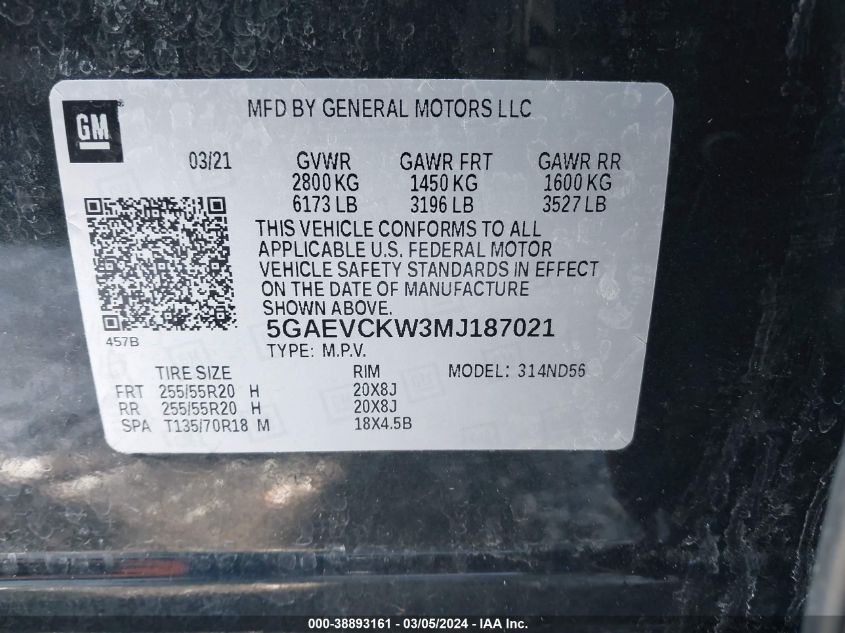 GM ® MFD BY GENERAL MOTORS LLC
03/21 GVWR GAWR FRT GAWR RR
2800 KG 1450 KG 1600 KG
6173 LB 3196 LB 3527 LB
THIS VEHICLE CONFORMS TO ALL
APPLICABLE U.S. FEDERAL MOTOR
VEHICLE SAFETY STANDARDS IN EFFECT
ON THE DATE OF MANUFACTURE
SHOWN ABOVE.
457B
5GAEVCKW3MJ187021
TYPE: M.P.V.
TIRE SIZE RIM MODEL: 314ND56
FRT 255/55R20 H 20X8J
RR 255/55R20 H 20X8J
SPA T135/70R18 M 18X4.5B
000-38893161 - 03/05/2024 - IAA Inc.